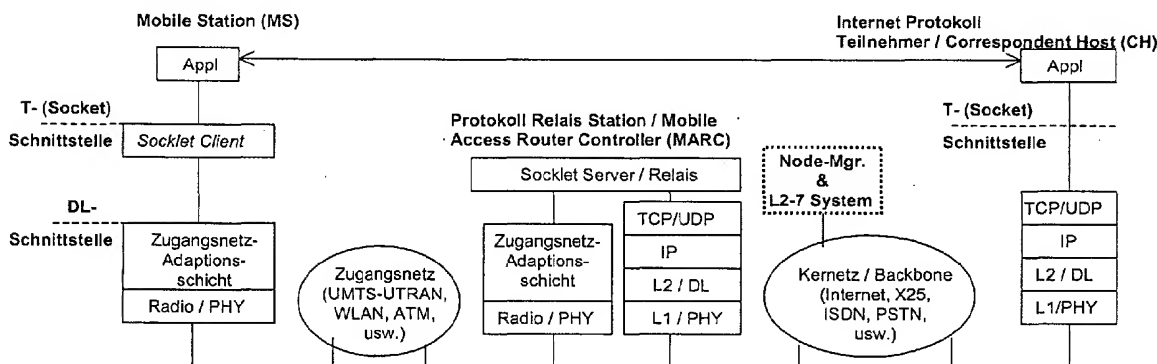 Mobile Station (MS)
Internet Protokoll
Teilnehmer / Correspondent Host (CH)
Appl
Appl
T- (Socket)
Schnittstelle
Socklet Client
Protokoll Relais Station / Mobile
Access Router Controller (MARC)
Socklet Server / Relais
Node-Mgr.
&
L2-7 System
T- (Socket)
Schnittstelle
DL-
Schnittstelle
Zugangsnetz-
Adaptions-
schicht
Radio / PHY
Zugangsnetz
(UMTS-UTRAN,
WLAN, ATM,
usw.)
Zugangsnetz-
Adaptions-
schicht
Radio / PHY
TCP/UDP
IP
L2 / DL
L1 / PHY
Kernetz / Backbone
(Internet, X25,
ISDN, PSTN,
usw.)
TCP/UDP
IP
L2 / DL
L1/PHY